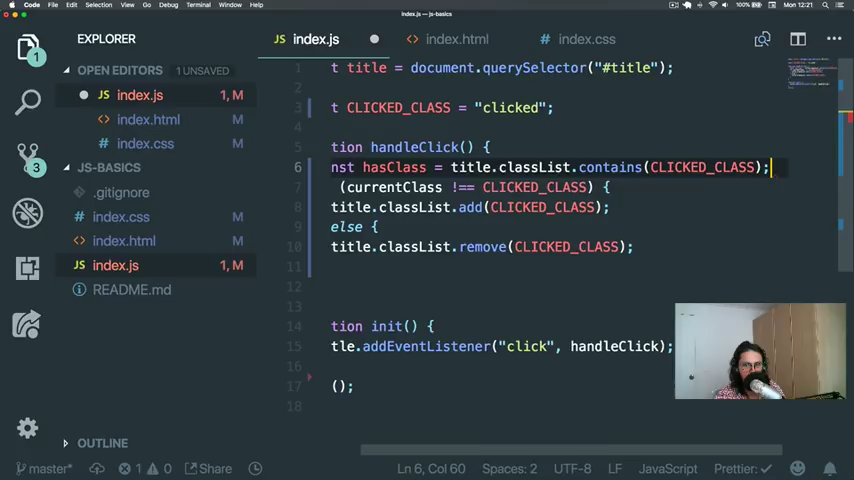 Code File Edit Selection View Go Debug Terminal Window Help 100% Mon 12:21
index.js — js-basics
EXPLORER
OPEN EDITORS 1 UNSAVED
JS index.js 1, M
<> index.html M
# index.css M
JS-BASICS
.gitignore
# index.css M
<> index.html M
JS index.js 1, M
README.md
OUTLINE
1
3
JS index.js
<> index.html
# index.css
1 t title = document.querySelector("#title");
2
3 t CLICKED_CLASS = "clicked";
4
5 tion handleClick() {
6 nst hasClass = title.classList.contains(CLICKED_CLASS);
7 (currentClass !== CLICKED_CLASS) {
8 title.classList.add(CLICKED_CLASS);
9 else {
10 title.classList.remove(CLICKED_CLASS);
11
12
13
14 tion init() {
15 tle.addEventListener("click", handleClick);
16
17 ();
18
master* 1 0 Share Ln 6, Col 60 Spaces: 2 UTF-8 LF JavaScript Prettier: ✓